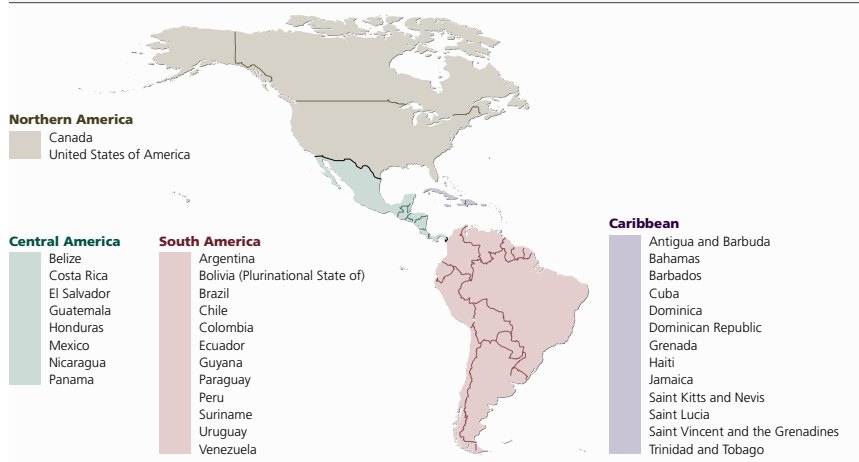 Northern America
Canada
United States of America
Central America
Belize
Costa Rica
El Salvador
Guatemala
Honduras
Mexico
Nicaragua
Panama
South America
Argentina
Bolivia (Plurinational State of)
Brazil
Chile
Colombia
Ecuador
Guyana
Paraguay
Peru
Suriname
Uruguay
Venezuela
Caribbean
Antigua and Barbuda
Bahamas
Barbados
Cuba
Dominica
Dominican Republic
Grenada
Haiti
Jamaica
Saint Kitts and Nevis
Saint Lucia
Saint Vincent and the Grenadines
Trinidad and Tobago